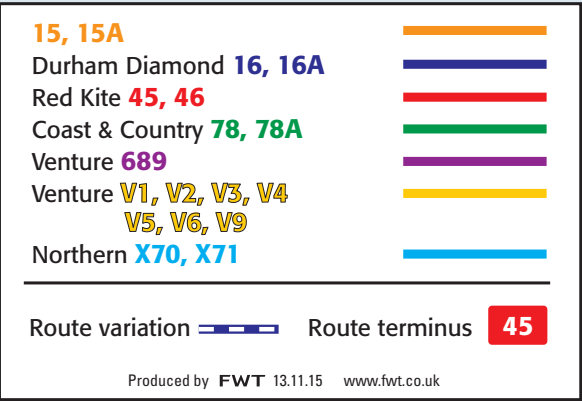 15, 15A
Durham Diamond 16, 16A
Red Kite 45, 46
Coast & Country 78, 78A
Venture 689
Venture V1, V2, V3, V4
V5, V6, V9
Northern X70, X71
Route variation Route terminus 45
Produced by FWT 13.11.15 www.fwt.co.uk